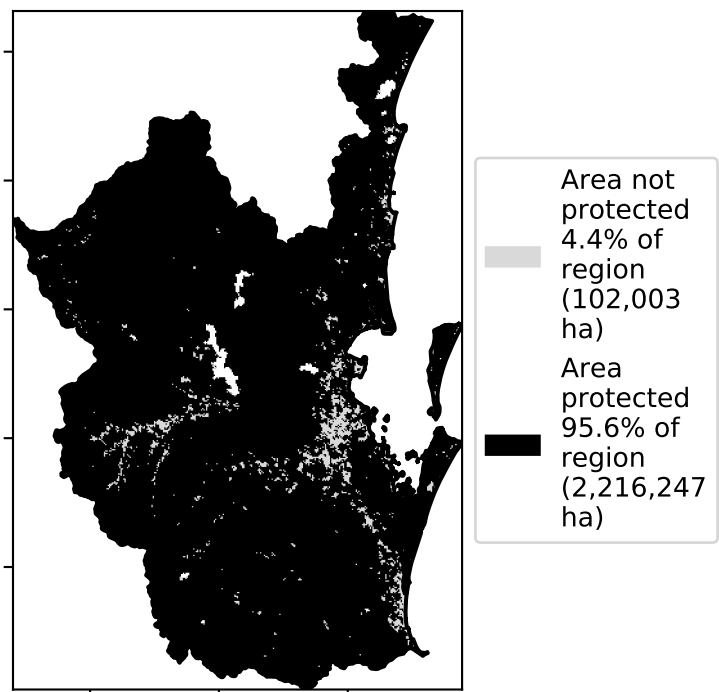 Area not
protected
4.4% of
region
(102,003
ha)
Area
protected
95.6% of
region
(2,216,247
ha)